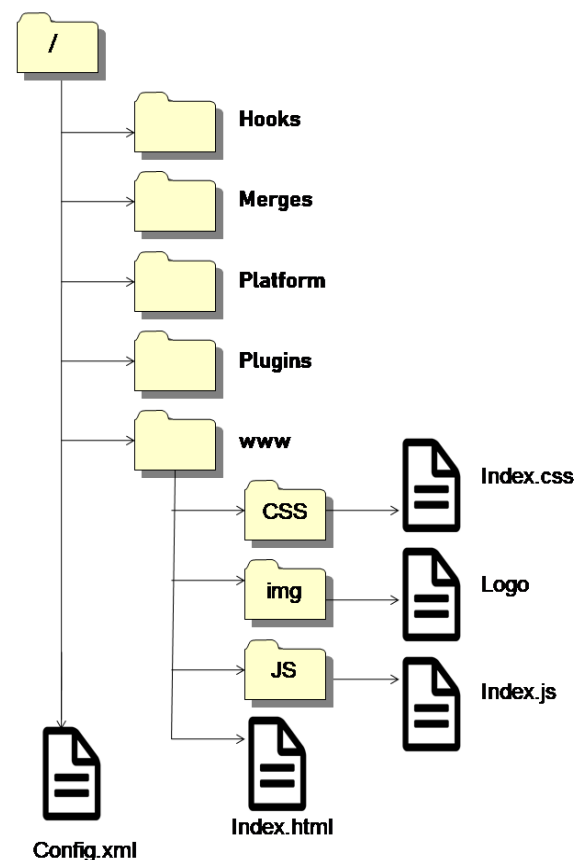 /
Hooks
Merges
Platform
Plugins
www
CSS
Index.css
img
Logo
JS
Index.js
Index.html
Config.xml